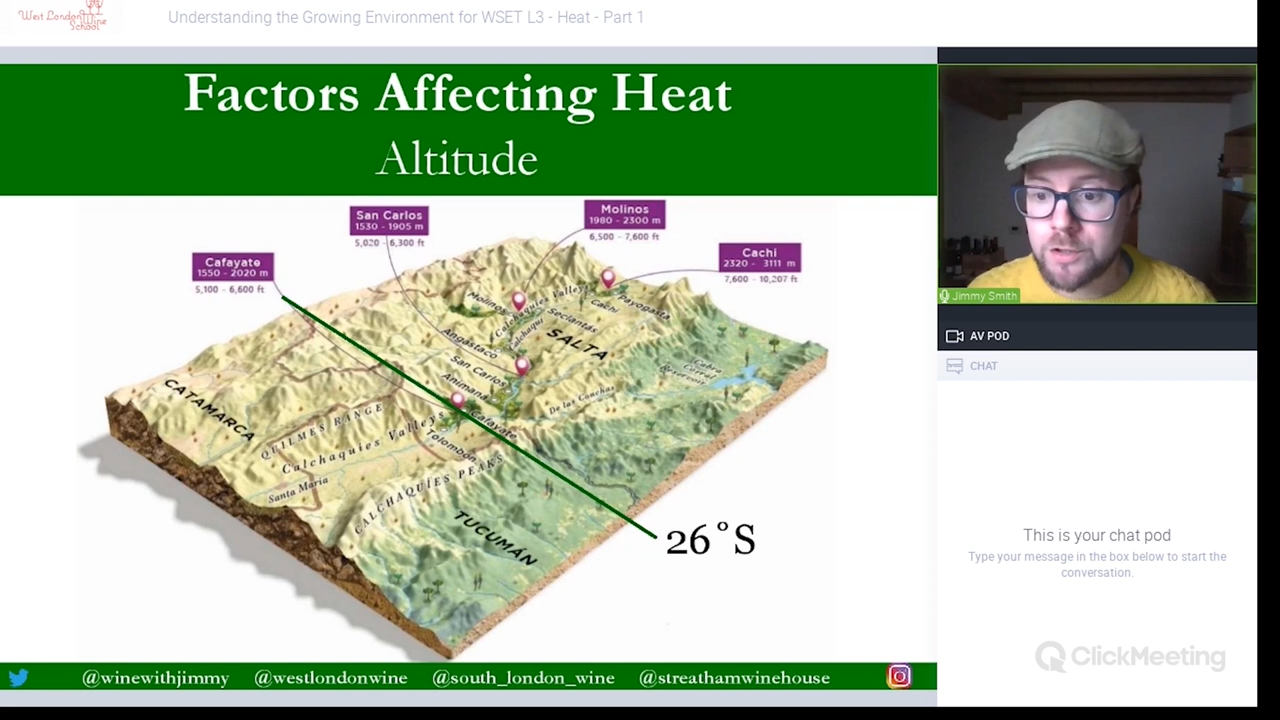 West London Wine School
Understanding the Growing Environment for WSET L3 - Heat - Part 1
Factors Affecting Heat
Altitude
San Carlos
1530 - 1905 m
5,020 - 6,300 ft
Molinos
1980 - 2300 m
6,500 - 7,600 ft
Cafayate
1550 - 2020 m
5,100 - 6,600 ft
Cachi
2320 - 3111 m
7,600 - 10,207 ft
Molinos
Calchaquíes Valleys
Calchaquí
Cachi
Payogasta
Seclantás
SALTA
Angastaco
San Carlos
Animaná
Cafayate
Tolombón
De las Conchas
Cabra Corral Reservoir
CATAMARCA
QUILMES RANGE
Calchaquíes Valleys
Santa María
CALCHAQUÍES PEAKS
TUCUMÁN
26°S
@winewithjimmy @westlondonwine @south_london_wine @streathamwinehouse
Jimmy Smith
AV POD
CHAT
This is your chat pod
Type your message in the box below to start the
conversation.
ClickMeeting